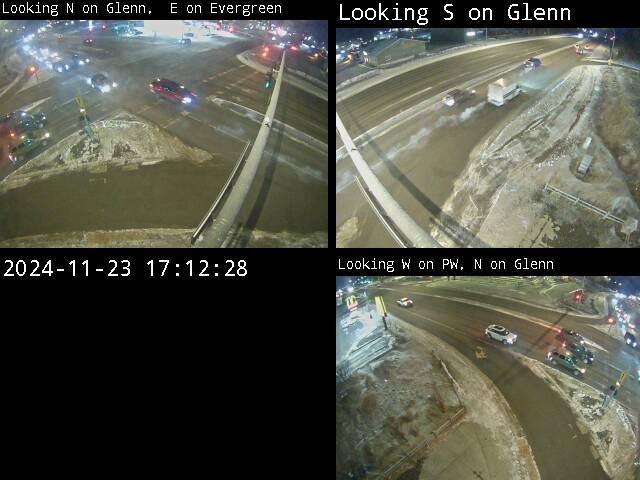 Looking N on Glenn,  E on Evergreen
Looking S on Glenn
2024-11-23 17:12:28
Looking W on PW, N on Glenn